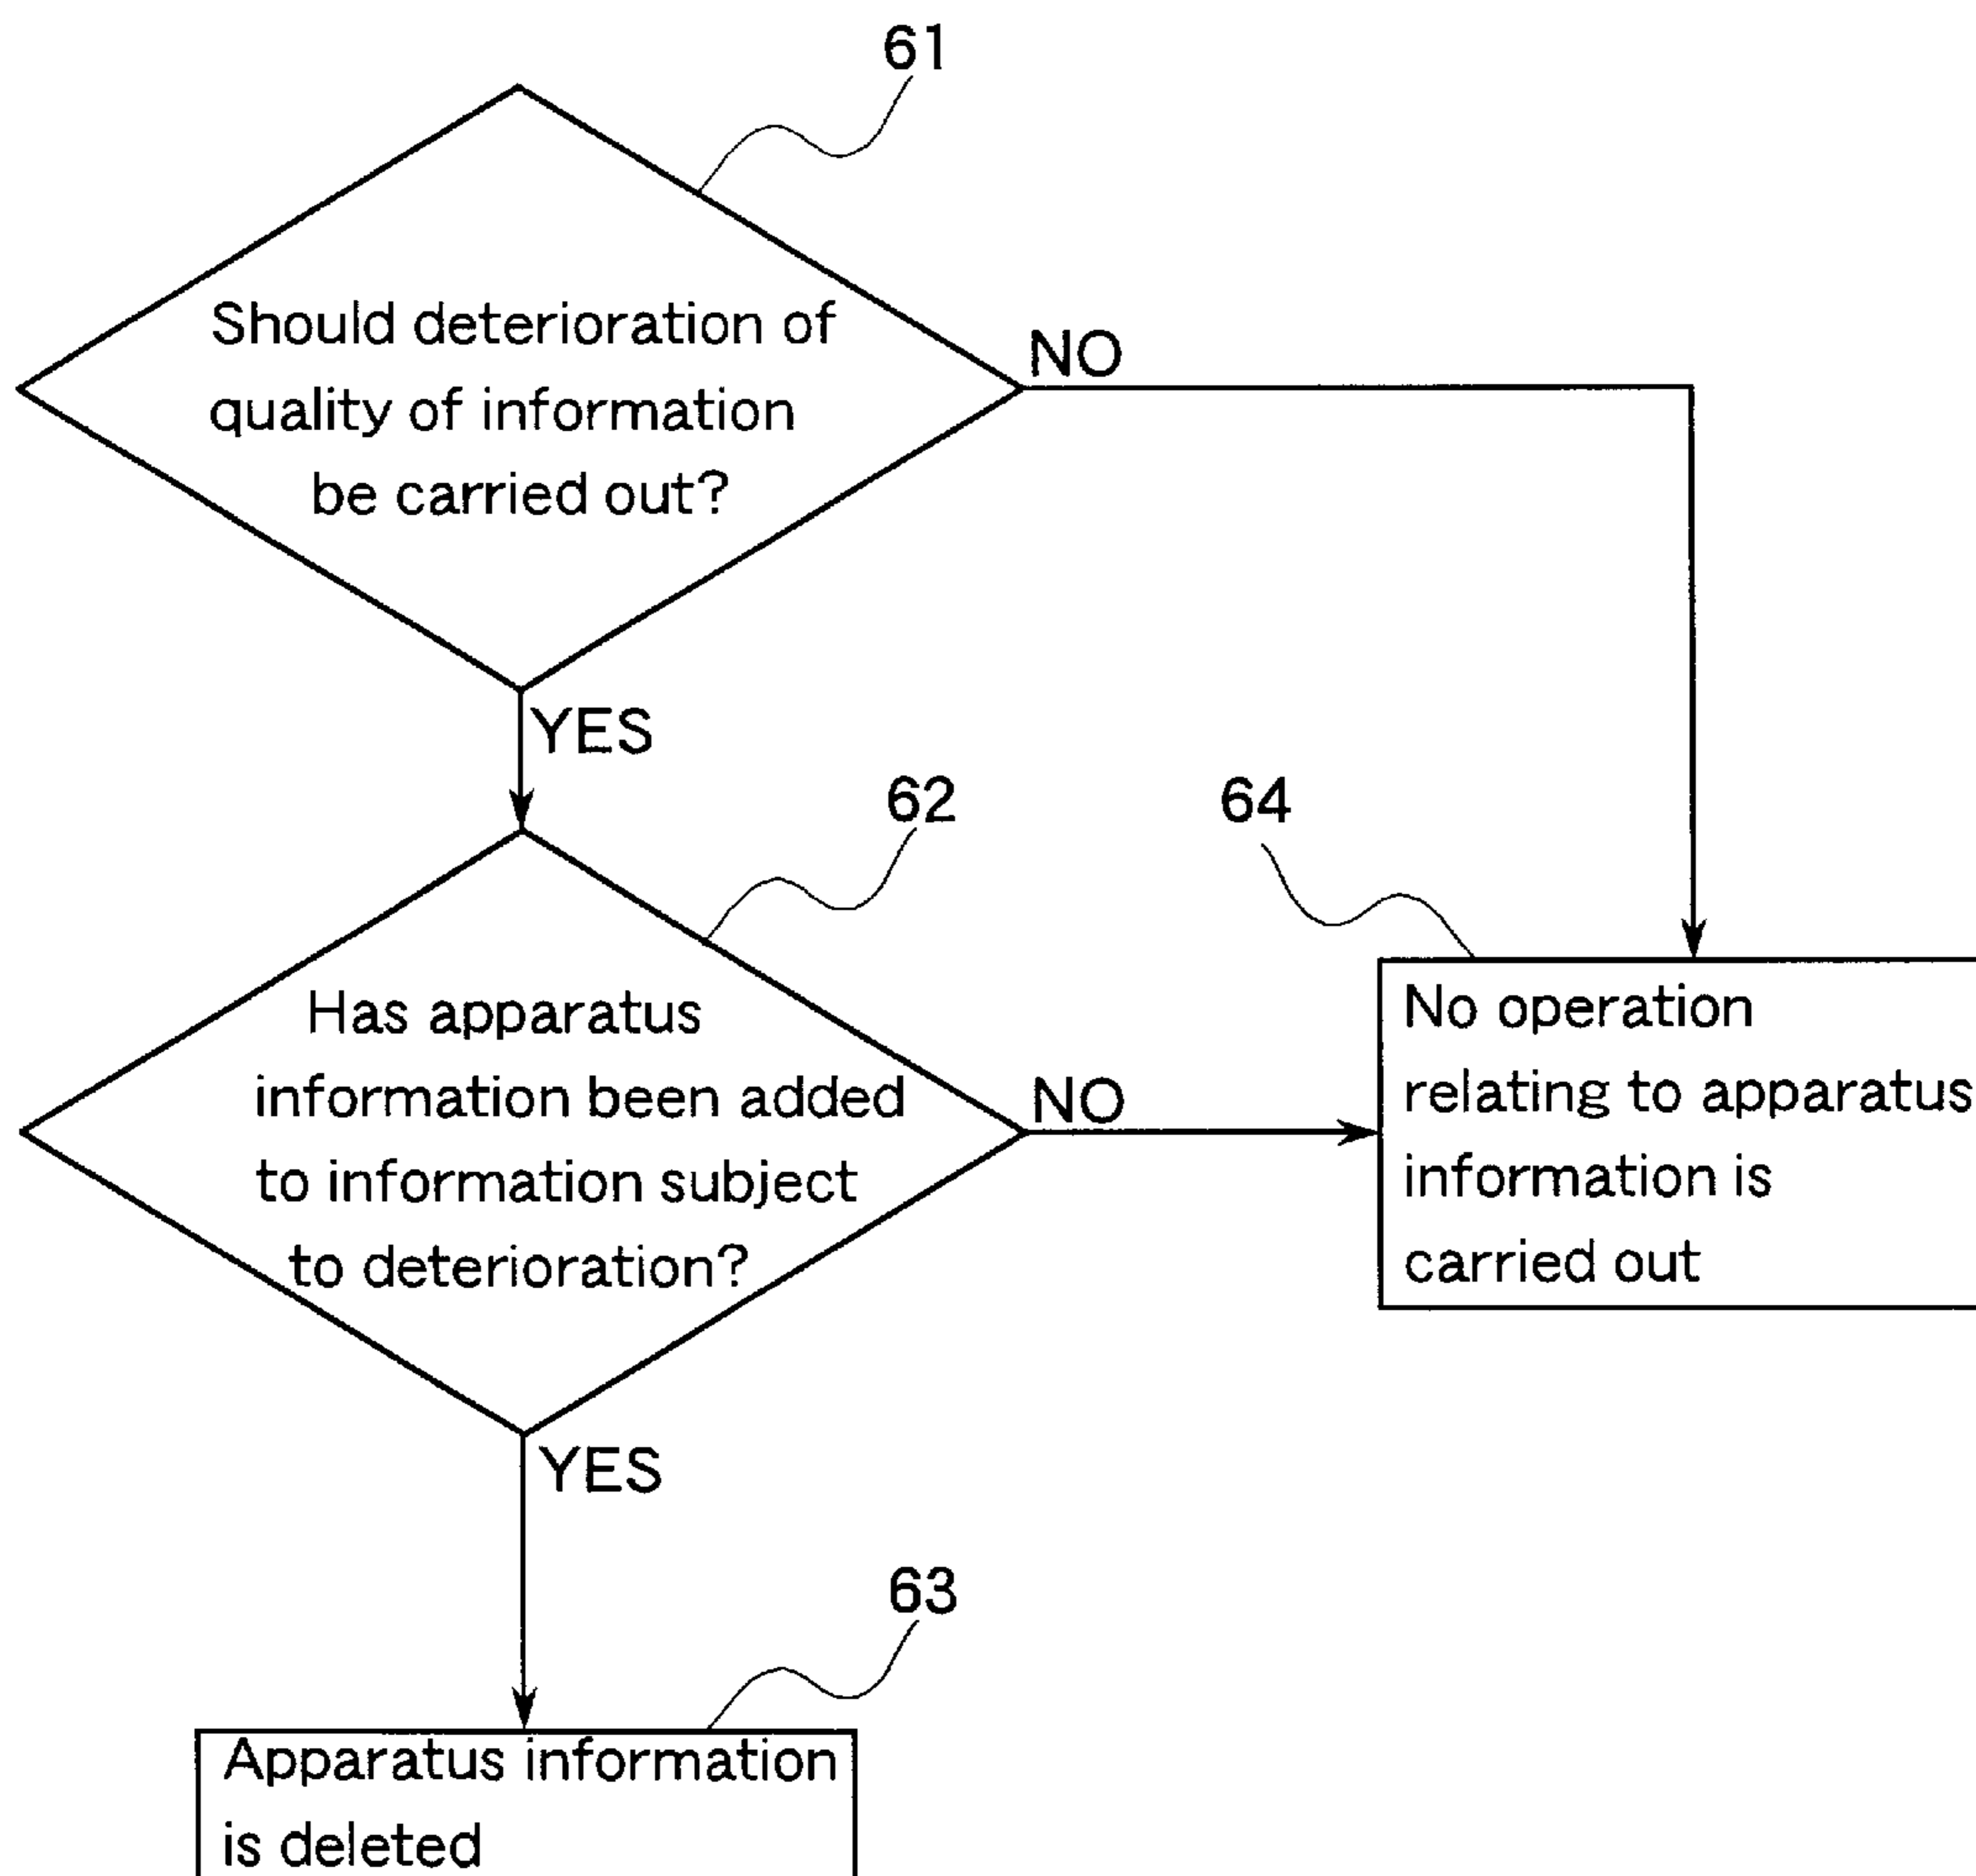 61
Should deterioration of
quality of information
be carried out?
NO
YES
62
Has apparatus
information been added
to information subject
to deterioration?
NO
64
No operation
relating to apparatus
information is
carried out
YES
63
Apparatus information
is deleted